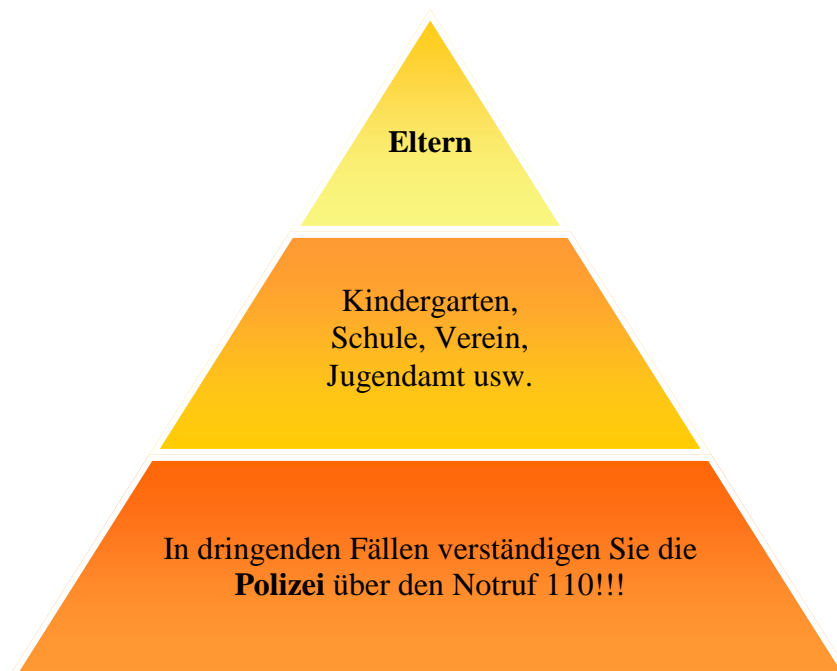 Eltern
Kindergarten,
Schule, Verein,
Jugendamt usw.
In dringenden Fällen verständigen Sie die
Polizei über den Notruf 110!!!